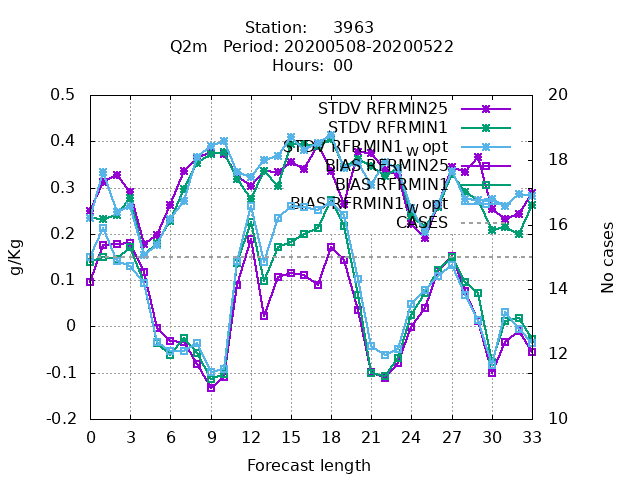 Station: 3963
Q2m Period: 20200508-20200522
Hours: 00
0.5
0.4
0.3
0.2
0.1
0
-0.1
-0.2
g/Kg
STDV RFRMIN25
STDV RFRMIN1
STDV RFRMIN1_W opt
BIAS RFRMIN25
BIAS RFRMIN1
BIAS RFRMIN1_W opt
CASES
20
18
16
14
12
10
No cases
0 3 6 9 12 15 18 21 24 27 30 33
Forecast length